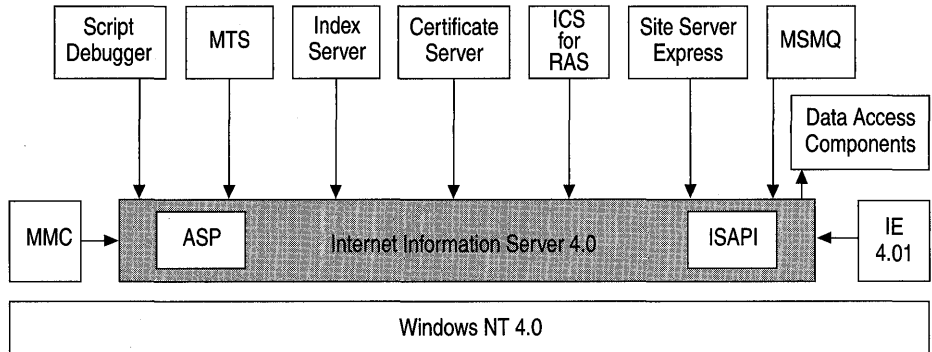 Script
Debugger
MTS
Index
Server
Certificate
Server
ICS
for
RAS
Site Server
Express
MSMQ
Data Access
Components
MMC
ASP
Internet Information Server 4.0
ISAPI
IE
4.01
Windows NT 4.0